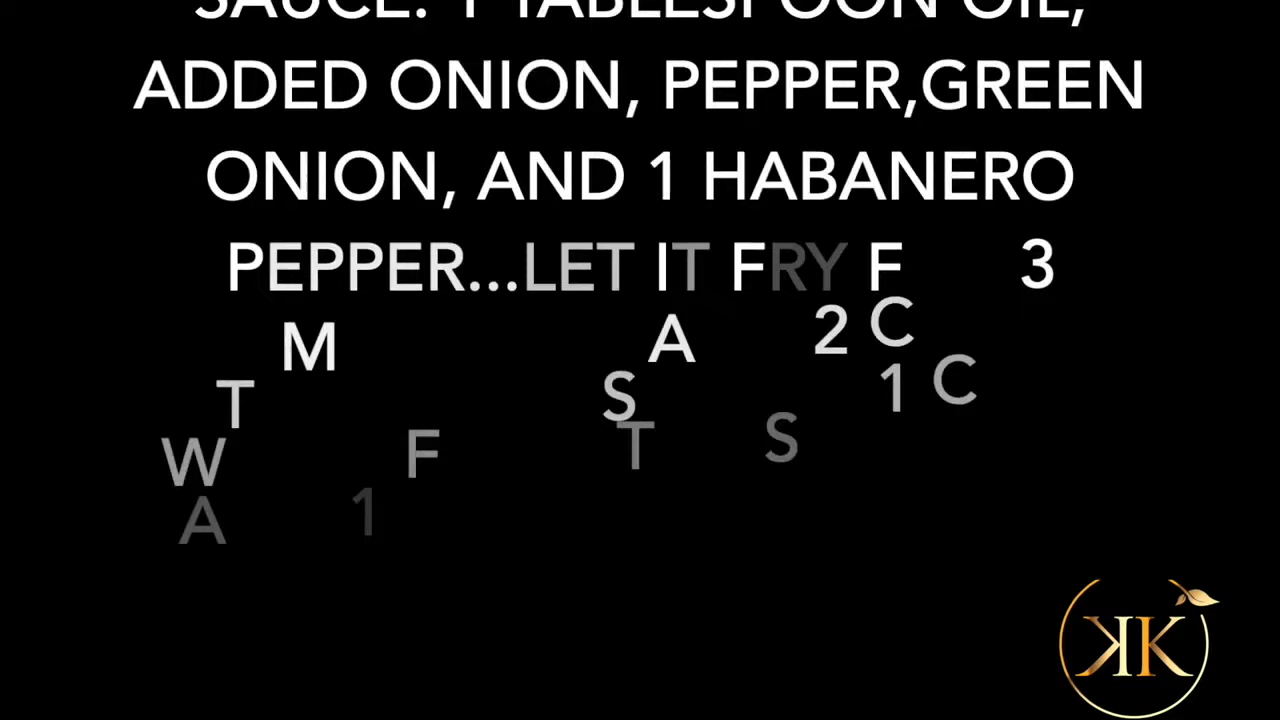 SAUCE: 1 TABLESPOON OIL,
ADDED ONION, PEPPER,GREEN
ONION, AND 1 HABANERO
PEPPER...LET IT FRY F 3
M A 2 C
T S 1 C
W F T S
A 1
KK